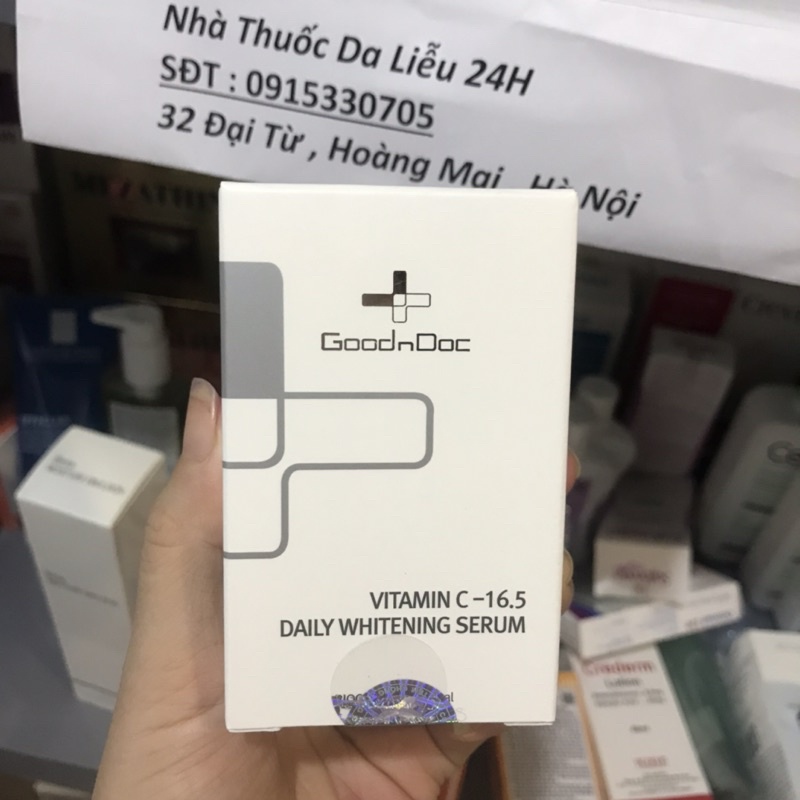 Nhà Thuốc Da Liễu 24H
SĐT : 0915330705
32 Đại Từ , Hoàng Mai , Hà Nội
GoodnDoc
VITAMIN C-16.5
DAILY WHITENING SERUM
Lotion